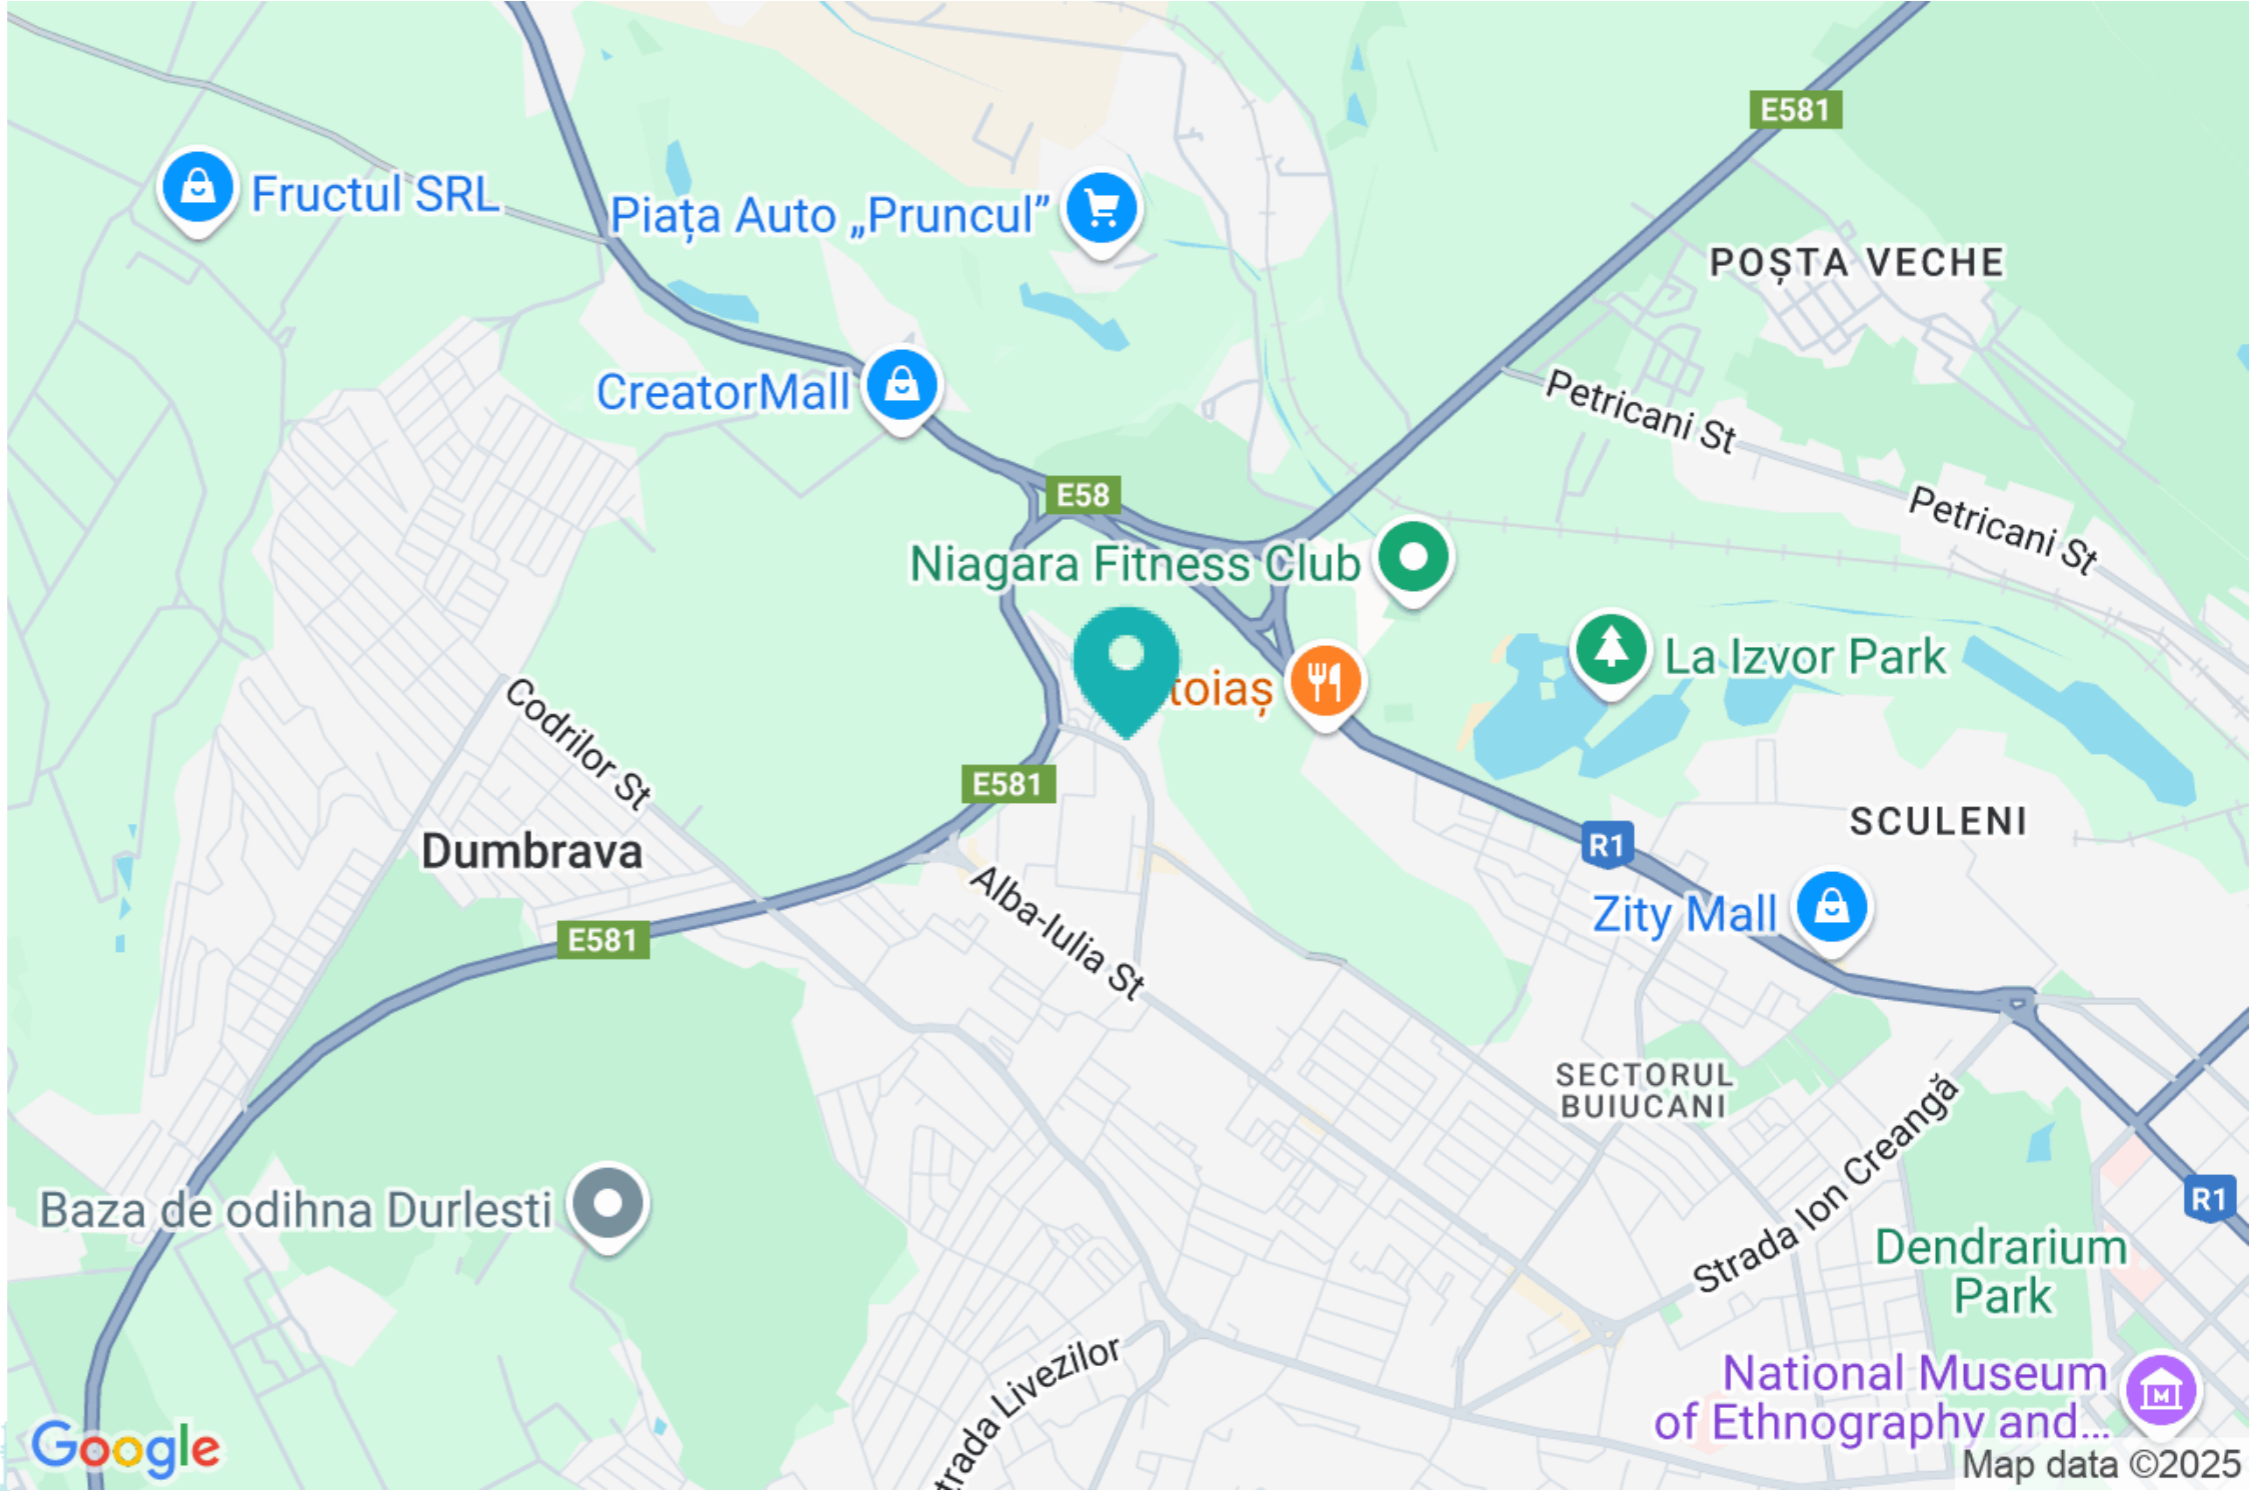 E581
Fructul SRL
Piața Auto „Pruncul”
POȘTA VECHE
CreatorMall
Petricani St
E58
Petricani St
Niagara Fitness Club
La Izvor Park
toiaș
Codrilor St
E581
Dumbrava
SCULENI
R1
Alba-Iulia St
Zity Mall
E581
SECTORUL
BUIUCANI
Strada Ion Creangă
Baza de odihna Durlesti
R1
Dendrarium
Park
trada Livezilor
National Museum
of Ethnography and...
Google
Map data ©2025